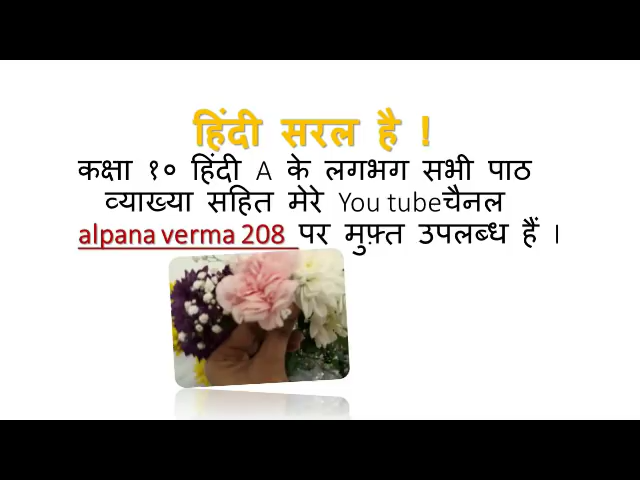 हिंदी सरल है !
कक्षा १० हिंदी A के लगभग सभी पाठ
व्याख्या सहित मेरे You tubeचैनल
alpana verma 208 पर मुफ़्त उपलब्ध हैं ।